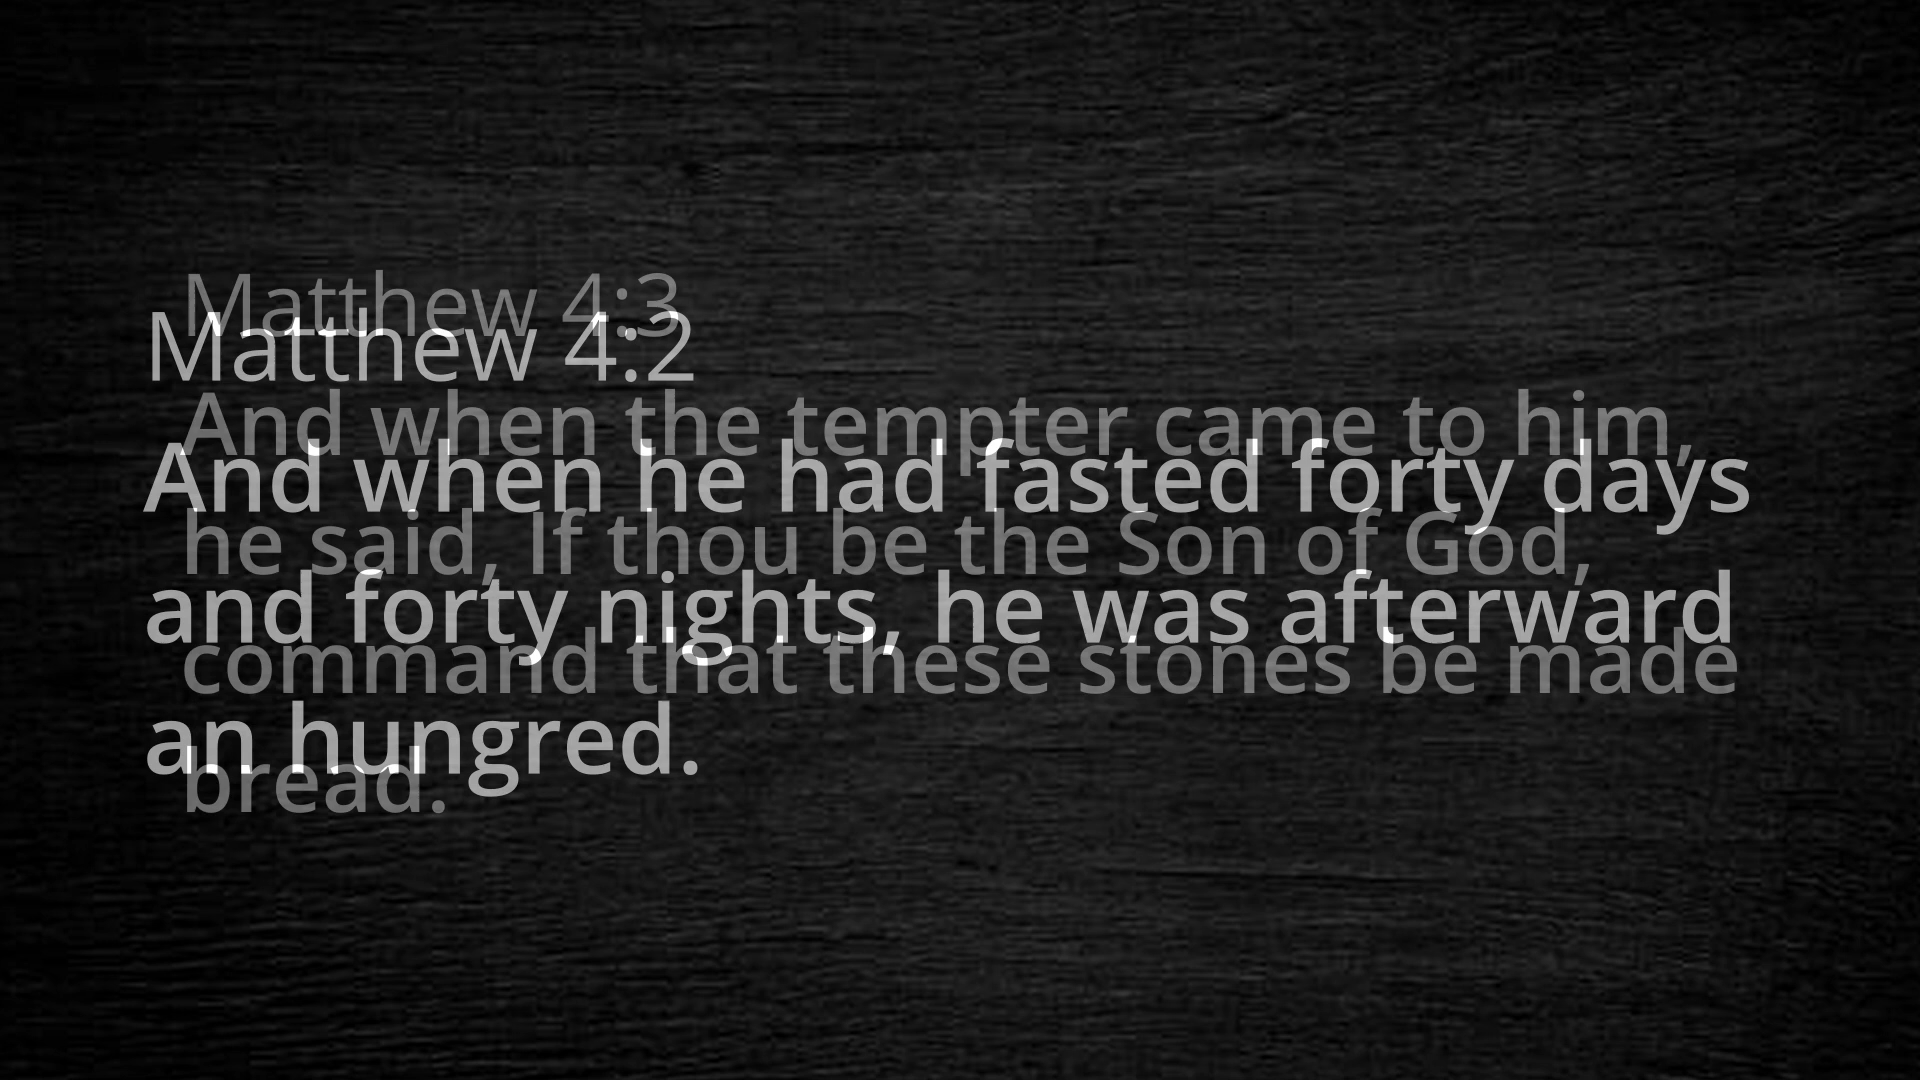 Matthew 4:3
And when the tempter came to him,
he said, If thou be the Son of God,
command that these stones be made
bread.
Matthew 4:2
And when he had fasted forty days
and forty nights, he was afterward
an hungred.